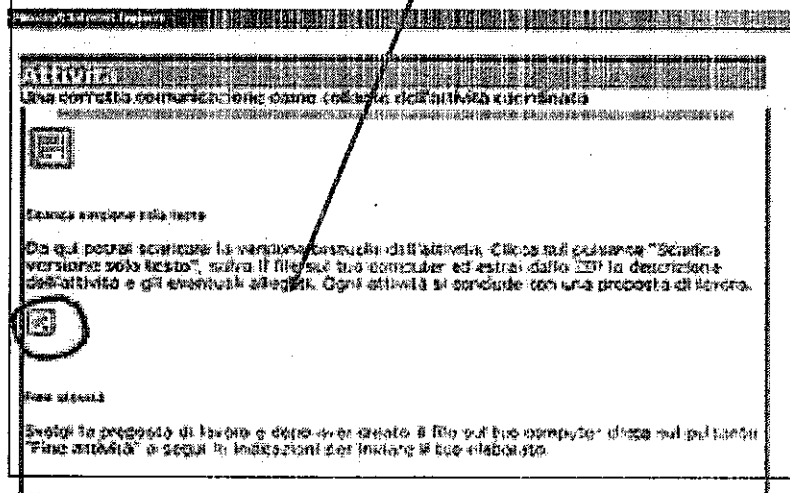 Attività
Una corretta comunicazione come collante dell'attività coordinata
Scarica versione solo testo
Da qui potrai scaricare la versione testuale dell'attività. Clicca sul pulsante "Scarica
versione solo testo", salva il file sul tuo computer ed estrai dallo ZIP la descrizione
dell'attività e gli eventuali allegati. Ogni attività si conclude con una proposta di lavoro.
Fine attività
Svolgi la proposta di lavoro e dopo aver creato il file sul tuo computer clicca sul pulsante
"Fine attività" e segui le indicazioni per inviare il tuo elaborato.